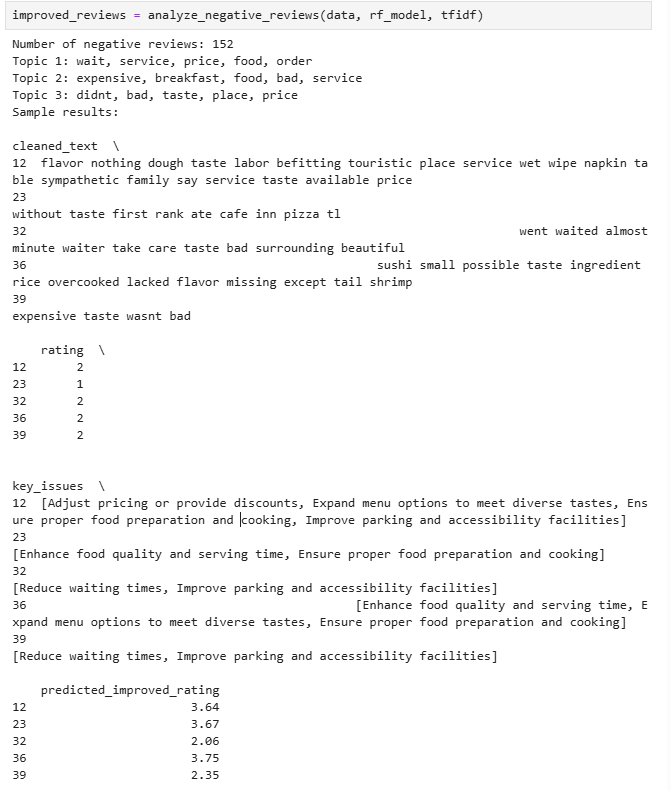 improved_reviews = analyze_negative_reviews(data, rf_model, tfidf)
Number of negative reviews: 152
Topic 1: wait, service, price, food, order
Topic 2: expensive, breakfast, food, bad, service
Topic 3: didnt, bad, taste, place, price
Sample results:
cleaned_text \
12 flavor nothing dough taste labor befitting touristic place service wet wipe napkin ta
ble sympathetic family say service taste available price
23
without taste first rank ate cafe inn pizza tl
32 went waited almost
minute waiter take care taste bad surrounding beautiful
36 sushi small possible taste ingredient
rice overcooked lacked flavor missing except tail shrimp
39
expensive taste wasnt bad
rating \
12 2
23 1
32 2
36 2
39 2
key_issues \
12 [Adjust pricing or provide discounts, Expand menu options to meet diverse tastes, Ens
ure proper food preparation and cooking, Improve parking and accessibility facilities]
23
[Enhance food quality and serving time, Ensure proper food preparation and cooking]
32
[Reduce waiting times, Improve parking and accessibility facilities]
36 [Enhance food quality and serving time, E
xpand menu options to meet diverse tastes, Ensure proper food preparation and cooking]
39
[Reduce waiting times, Improve parking and accessibility facilities]
predicted_improved_rating
12 3.64
23 3.67
32 2.06
36 3.75
39 2.35